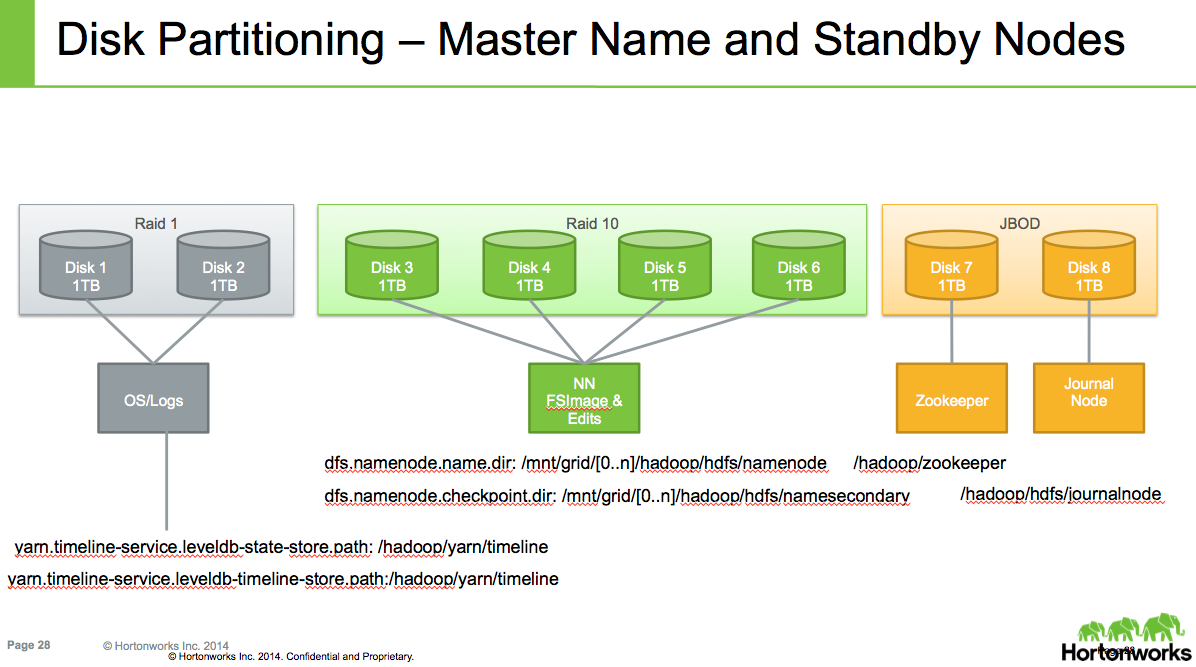 Disk Partitioning – Master Name and Standby Nodes
Raid 1
Raid 10
JBOD
Disk 1
1TB
Disk 2
1TB
Disk 3
1TB
Disk 4
1TB
Disk 5
1TB
Disk 6
1TB
Disk 7
1TB
Disk 8
1TB
OS/Logs
NN
FSImage &
Edits
Zookeeper
Journal
Node
dfs.namenode.name.dir: /mnt/grid/[0..n]/hadoop/hdfs/namenode
/hadoop/zookeeper
dfs.namenode.checkpoint.dir: /mnt/grid/[0..n]/hadoop/hdfs/namesecondary
/hadoop/hdfs/journalnode
yarn.timeline-service.leveldb-state-store.path: /hadoop/yarn/timeline
yarn.timeline-service.leveldb-timeline-store.path:/hadoop/yarn/timeline
Page 28
© Hortonworks Inc. 2014
© Hortonworks Inc. 2014. Confidential and Proprietary.
Page 28
Hortonworks